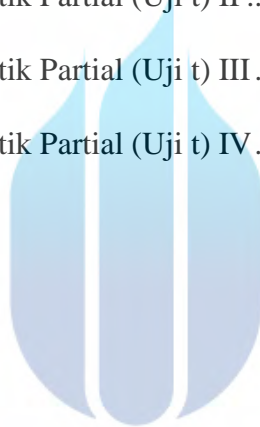 tik Partial (Uji t) II..
tik Partial (Uji t) III.
tik Partial (Uji t) IV.